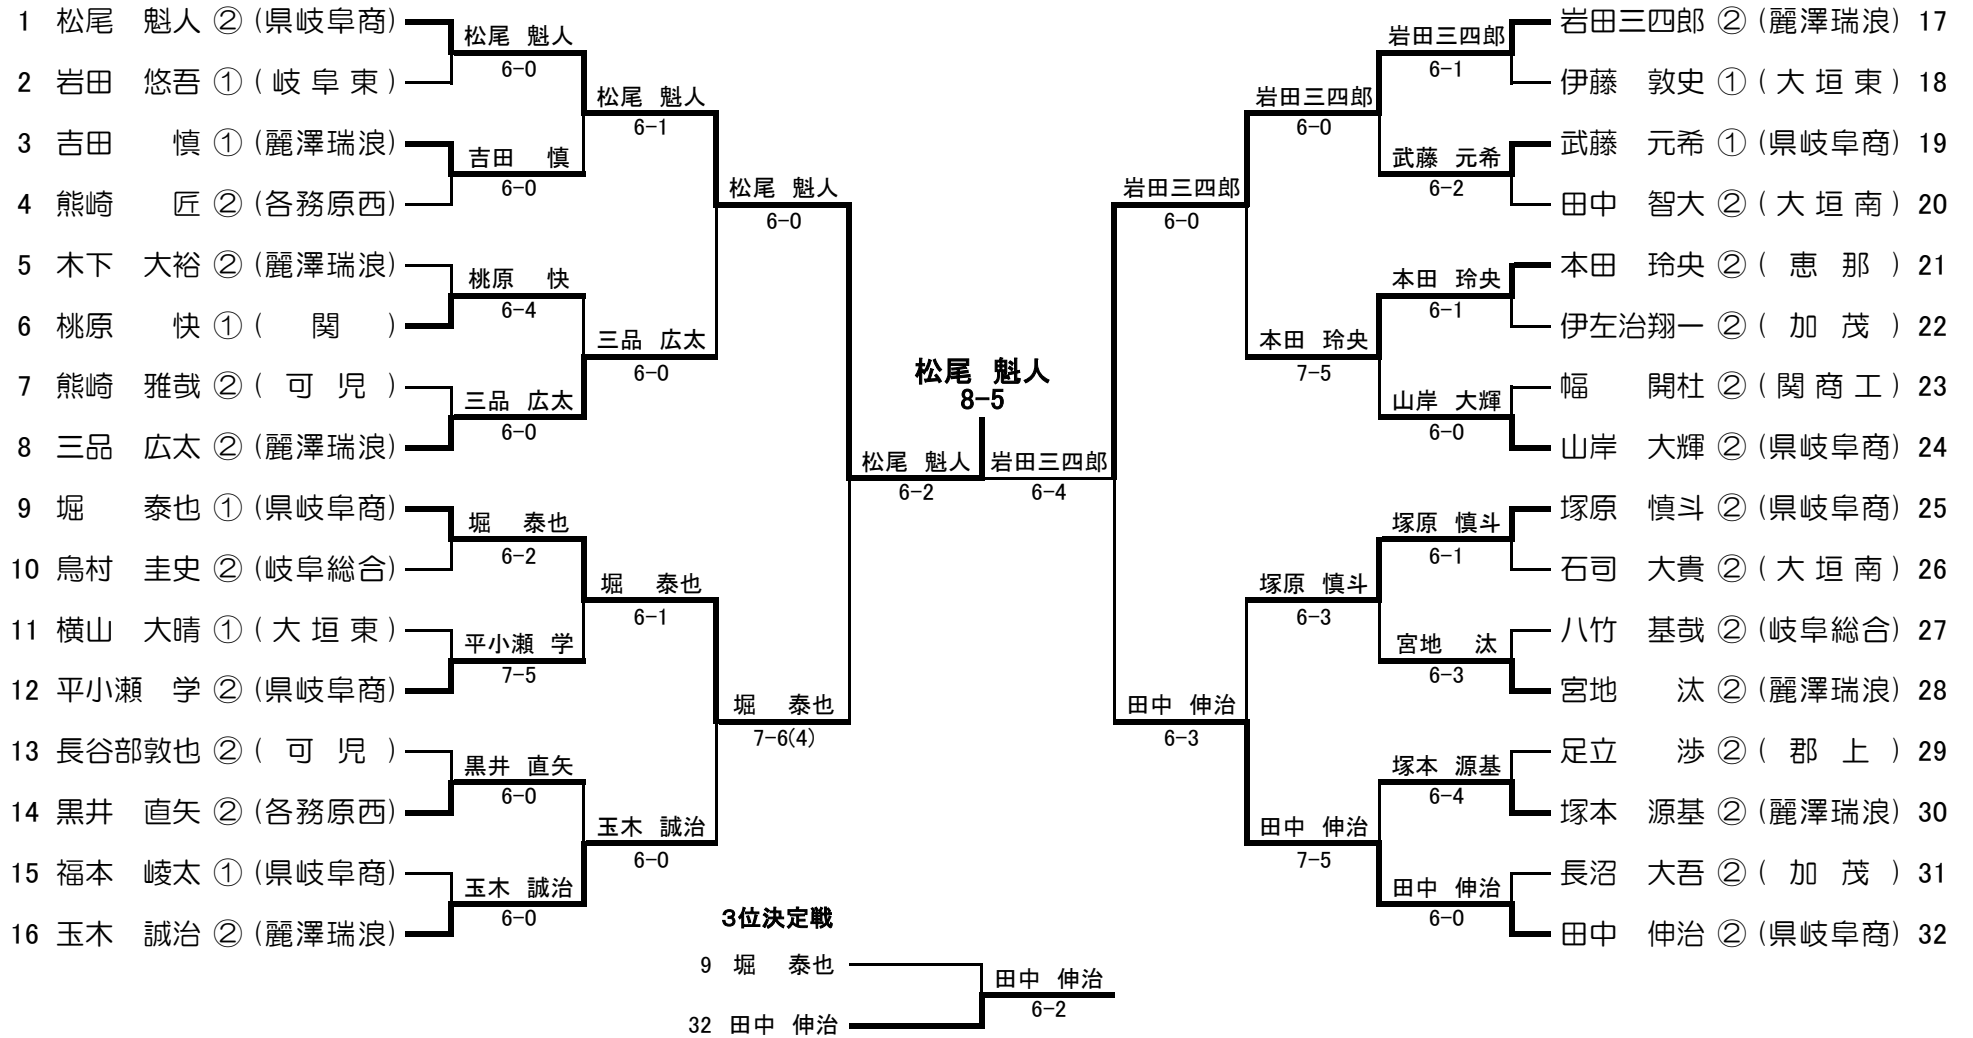 1 松尾 魁人 ② (県岐阜商)
2 岩田 悠吾 ① (岐阜東)
3 吉田 慎 ① (麗澤瑞浪)
4 熊崎 匠 ② (各務原西)
5 木下 大裕 ② (麗澤瑞浪)
6 桃原 快 ① (関)
7 熊崎 雅哉 ② (可児)
8 三品 広太 ② (麗澤瑞浪)
9 堀 泰也 ① (県岐阜商)
10 鳥村 圭史 ② (岐阜総合)
11 横山 大晴 ① (大垣東)
12 平小瀬 学 ② (県岐阜商)
13 長谷部敦也 ② (可児)
14 黒井 直矢 ② (各務原西)
15 福本 崚太 ① (県岐阜商)
16 玉木 誠治 ② (麗澤瑞浪)
松尾 魁人
6-0
吉田 慎
6-0
桃原 快
6-4
三品 広太
6-0
堀 泰也
6-2
平小瀬 学
7-5
黒井 直矢
6-0
玉木 誠治
6-0
松尾 魁人
6-1
三品 広太
6-0
堀 泰也
6-1
玉木 誠治
6-0
松尾 魁人
6-0
堀 泰也
7-6(4)
松尾 魁人
6-2
松尾 魁人
8-5
岩田三四郎
6-4
岩田三四郎
6-0
田中 伸治
6-3
岩田三四郎
6-0
本田 玲央
7-5
塚原 慎斗
6-3
田中 伸治
7-5
岩田三四郎
6-1
武藤 元希
6-2
本田 玲央
6-1
山岸 大輝
6-0
塚原 慎斗
6-1
宮地 汰
6-3
塚本 源基
6-4
田中 伸治
6-0
岩田三四郎 ② (麗澤瑞浪) 17
伊藤 敦史 ① (大垣東) 18
武藤 元希 ① (県岐阜商) 19
田中 智大 ② (大垣南) 20
本田 玲央 ② (恵那) 21
伊左治翔一 ② (加茂) 22
幅 開杜 ② (関商工) 23
山岸 大輝 ② (県岐阜商) 24
塚原 慎斗 ② (県岐阜商) 25
石司 大貴 ② (大垣南) 26
八竹 基哉 ② (岐阜総合) 27
宮地 汰 ② (麗澤瑞浪) 28
足立 渉 ② (郡上) 29
塚本 源基 ② (麗澤瑞浪) 30
長沼 大吾 ② (加茂) 31
田中 伸治 ② (県岐阜商) 32
3位決定戦
9 堀 泰也
32 田中 伸治
田中 伸治
6-2